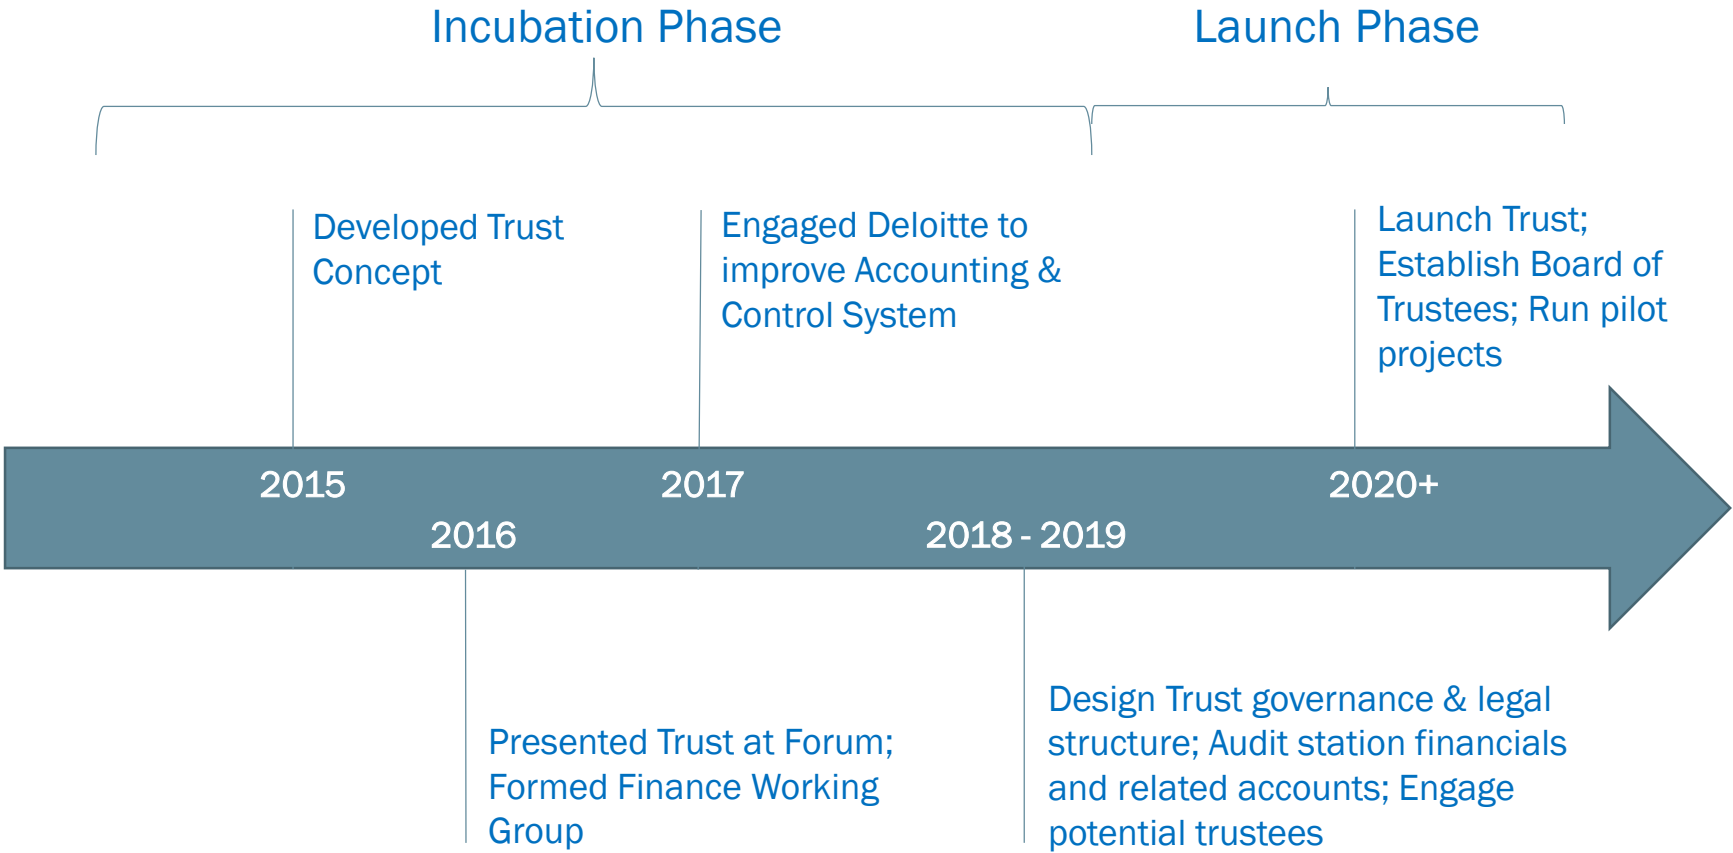 Incubation Phase
Launch Phase
Developed Trust
Concept
Engaged Deloitte to
improve Accounting &
Control System
Launch Trust;
Establish Board of
Trustees; Run pilot
projects
2015
2017
2020+
2016
2018 - 2019
Presented Trust at Forum;
Formed Finance Working
Group
Design Trust governance & legal
structure; Audit station financials
and related accounts; Engage
potential trustees